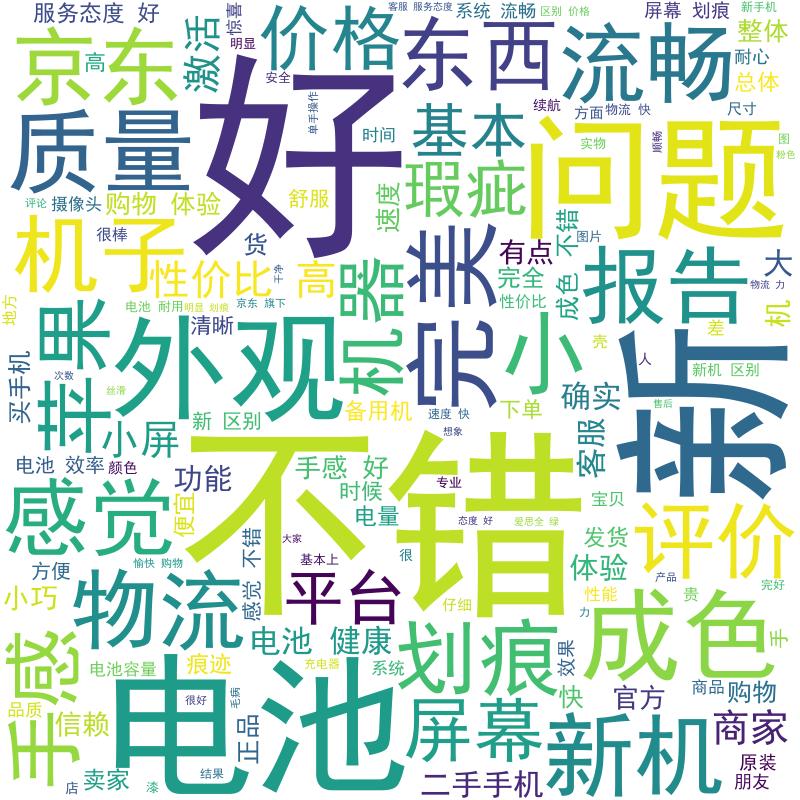 服务态度 好
惊喜
客服 服务态度
系统 流畅
区别 价格
屏幕 划痕
新手机
京东
高
激活
明显
价格
东西
流畅
整体
耐心
总体
安全
质量
好
单手操作
时间
基本
续航
方面
物流 快
尺寸
顺畅
问题
实物
图
粉色
评论
摄像头
购物 体验
舒服
速度
瑕疵
很棒
货
机子
性价比
高
干净
有点
不错
成色
图片
完全
性价比
报告
大
物流 力
机
地方
电池 耐用
明显 划痕
京东 旗下
清晰
机器
完美
小
差
苹果
外观
壳
人
新
买手机
次数
丝滑
新机 区别
确实
售后
小屏
新 区别
备用机
速度 快
下单
想象
客服
电池 效率
颜色
功能
手感 好
不错
专业
时候
宝贝
感觉
便宜
电量
态度 好
爱思全 绿
发货
评价
大家
方便
愉快 购物
感觉 不错
基本上
很
体验
产品
完好
小巧
物流
平台
仔细
性能
力
贵
成色
手
手感
电池 健康
划痕
效果
电池容量
痕迹
充电器
系统
快
官方
商品
购物
品质
信赖
电池
很好
毛病
正品
屏幕
新机
商家
店
卖家
漆
结果
二手手机
原装
朋友